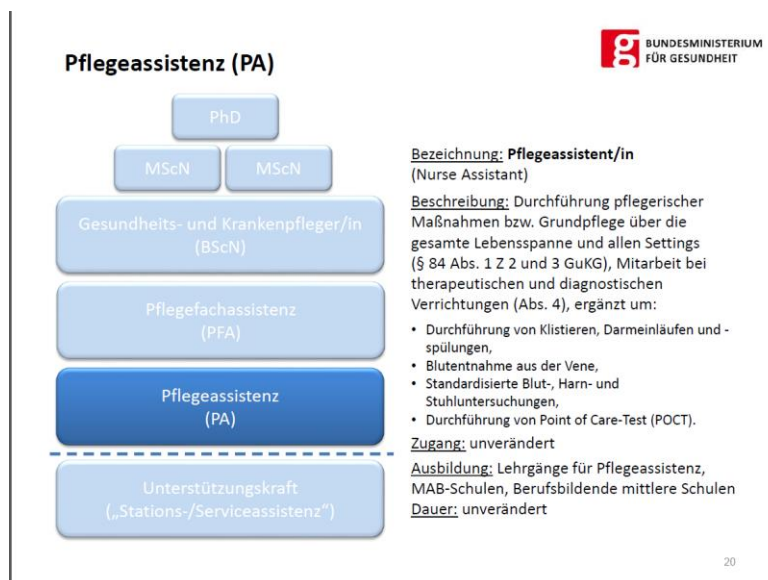 Pflegeassistenz (PA)
BUNDESMINISTERIUM
FÜR GESUNDHEIT
PhD
MScN
MScN
Gesundheits- und Krankenpfleger/in
(BScN)
Pflegefachassistenz
(PFA)
Pflegeassistenz
(PA)
Unterstützungskraft
(„Stations-/Serviceassistenz“)
Bezeichnung: Pflegeassistent/in
(Nurse Assistant)
Beschreibung: Durchführung pflegerischer
Maßnahmen bzw. Grundpflege über die
gesamte Lebensspanne und allen Settings
(§ 84 Abs. 1 Z 2 und 3 GuKG), Mitarbeit bei
therapeutischen und diagnostischen
Verrichtungen (Abs. 4), ergänzt um:
• Durchführung von Klistieren, Darmeinläufen und -
spülungen,
• Blutentnahme aus der Vene,
• Standardisierte Blut-, Harn- und
Stuhluntersuchungen,
• Durchführung von Point of Care-Test (POCT).
Zugang: unverändert
Ausbildung: Lehrgänge für Pflegeassistenz,
MAB-Schulen, Berufsbildende mittlere Schulen
Dauer: unverändert
20